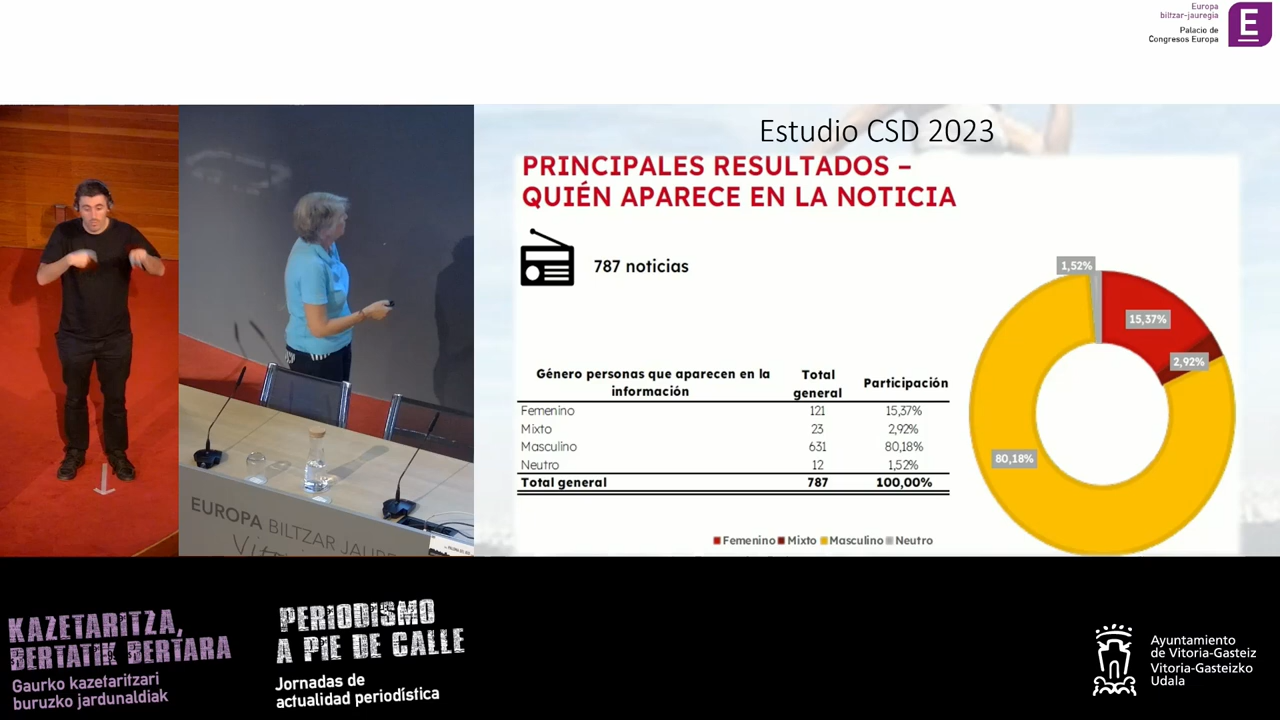 Europa
biltzar-jauregia
Palacio de
Congresos Europa
E
Estudio CSD 2023
PRINCIPALES RESULTADOS –
QUIÉN APARECE EN LA NOTICIA
787 noticias
Género personas que aparecen en la información Total general Participación
Femenino 121 15,37%
Mixto 23 2,92%
Masculino 631 80,18%
Neutro 12 1,52%
Total general 787 100,00%
1,52%
15,37%
2,92%
80,18%
Femenino Mixto Masculino Neutro
EUROPA BILTZAR JAURE
KAZETARITZA,
BERTATIK BERTARA
Gaurko kazetaritzari
buruzko jardunaldiak
PERIODISMO
A PIE DE CALLE
Jornadas de
actualidad periodística
Ayuntamiento
de Vitoria-Gasteiz
Vitoria-Gasteizko
Udala